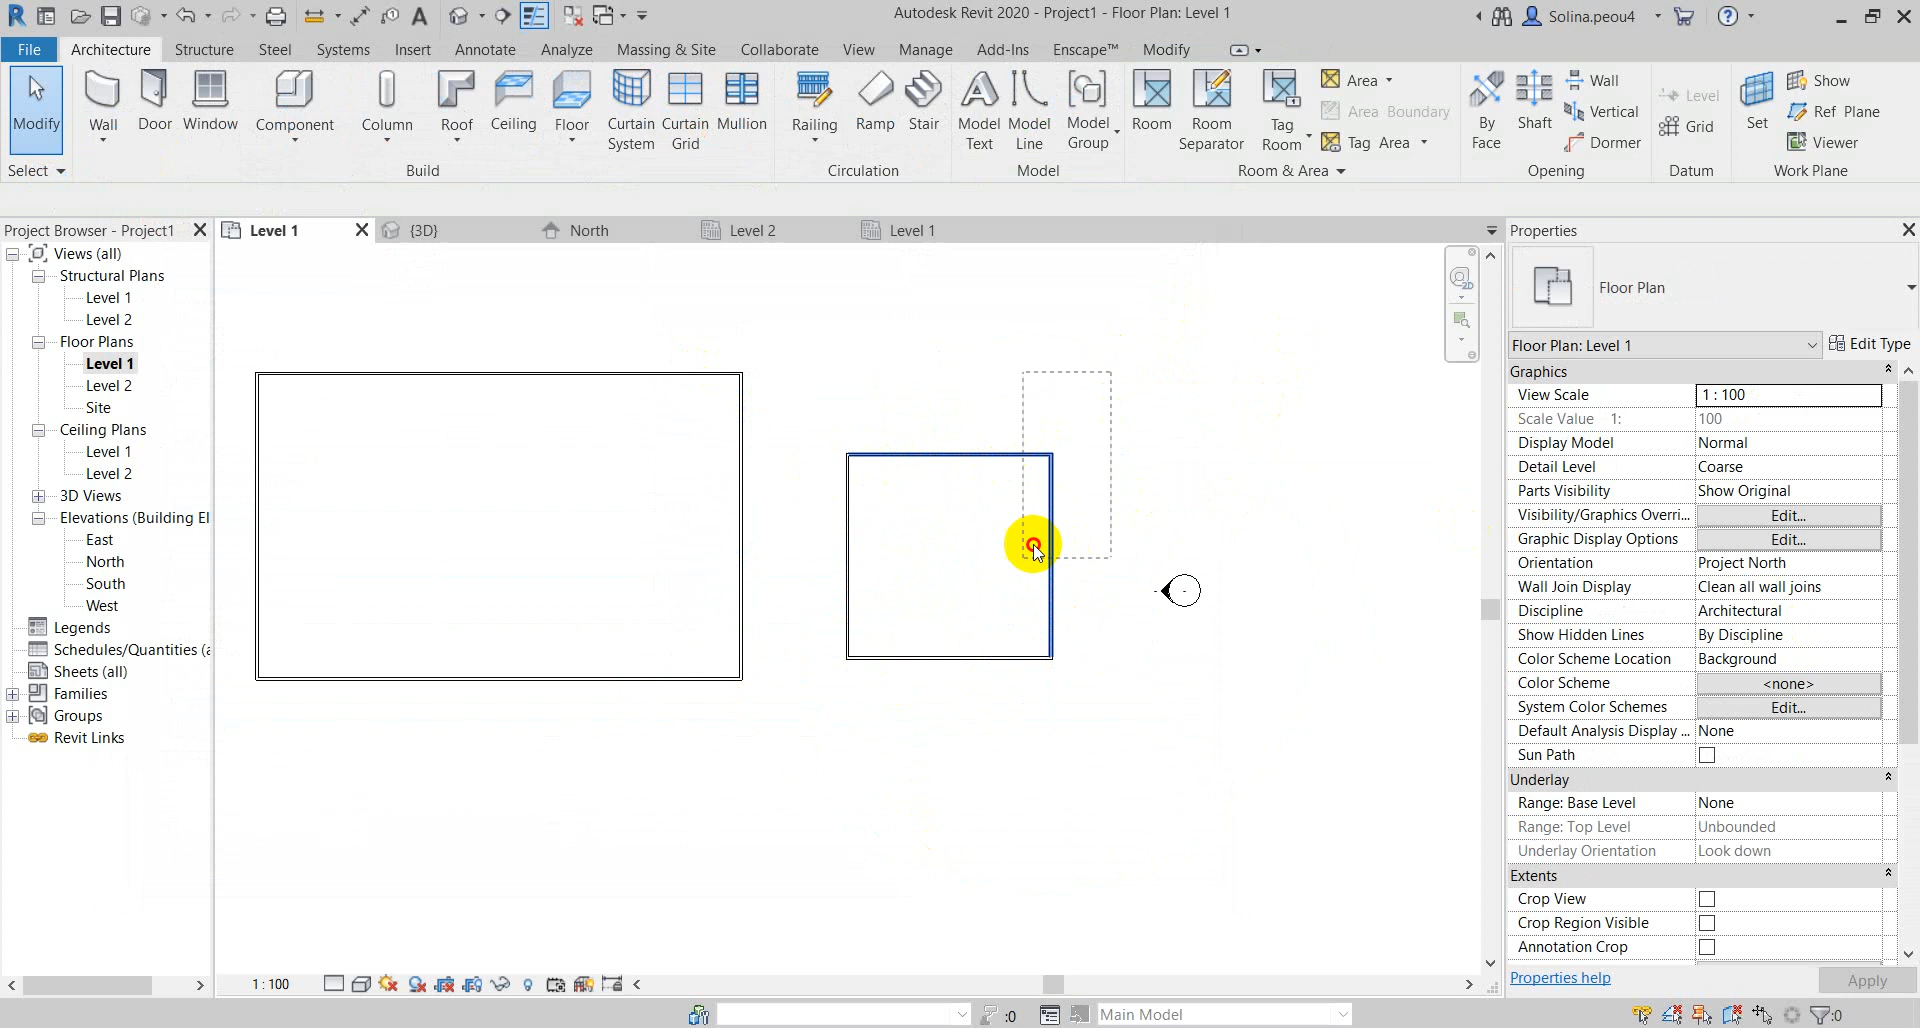 Autodesk Revit 2020 - Project1 - Floor Plan: Level 1
Solina.peou4
File Architecture Structure Steel Systems Insert Annotate Analyze Massing & Site Collaborate View Manage Add-Ins Enscape™ Modify
Modify
Wall
Door
Window
Component
Column
Roof
Ceiling
Floor
Curtain System
Curtain Grid
Mullion
Railing
Ramp
Stair
Model Text
Model Line
Model Group
Room
Room Separator
Tag Room
Area
Area Boundary
Tag Area
By Face
Shaft
Wall
Vertical
Dormer
Level
Grid
Set
Show
Ref Plane
Viewer
Select Build Circulation Model Room & Area Opening Datum Work Plane
Project Browser - Project1
Level 1 {3D} North Level 2 Level 1
Views (all)
Structural Plans
Level 1
Level 2
Floor Plans
Level 1
Level 2
Site
Ceiling Plans
Level 1
Level 2
3D Views
Elevations (Building El
East
North
South
West
Legends
Schedules/Quantities (a
Sheets (all)
Families
Groups
Revit Links
2D
Properties
Floor Plan
Floor Plan: Level 1 Edit Type
Graphics
View Scale 1 : 100
Scale Value 1: 100
Display Model Normal
Detail Level Coarse
Parts Visibility Show Original
Visibility/Graphics Overri... Edit...
Graphic Display Options Edit...
Orientation Project North
Wall Join Display Clean all wall joins
Discipline Architectural
Show Hidden Lines By Discipline
Color Scheme Location Background
Color Scheme <none>
System Color Schemes Edit...
Default Analysis Display ... None
Sun Path
Underlay
Range: Base Level None
Range: Top Level Unbounded
Underlay Orientation Look down
Extents
Crop View
Crop Region Visible
Annotation Crop
Properties help Apply
1 : 100
:0 Main Model :0